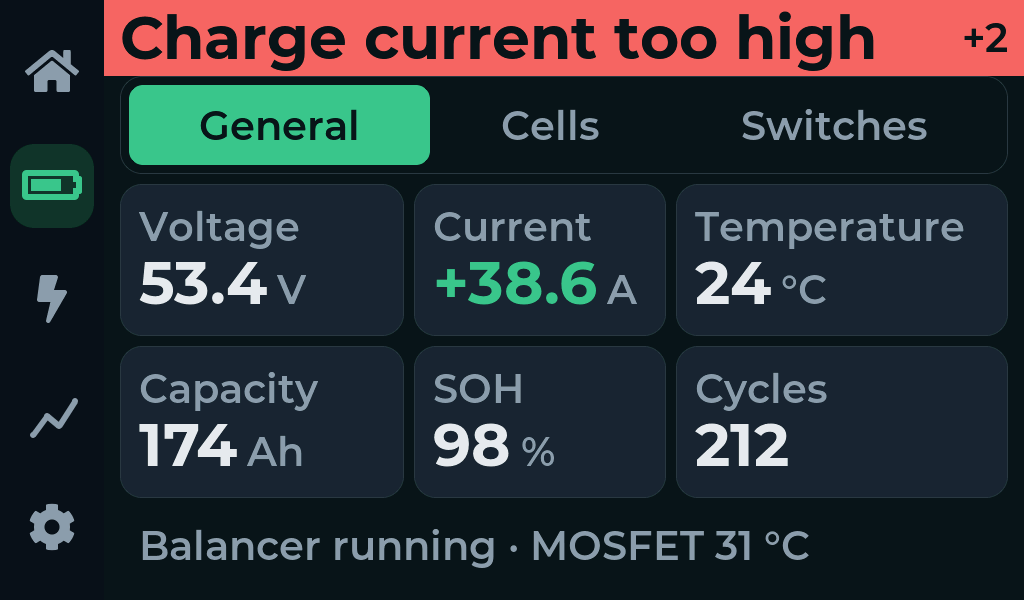 Charge current too high +2
General Cells Switches
Voltage Current Temperature
53.4 V +38.6 A 24 °C
Capacity SOH Cycles
174 Ah 98 % 212
Balancer running · MOSFET 31 °C